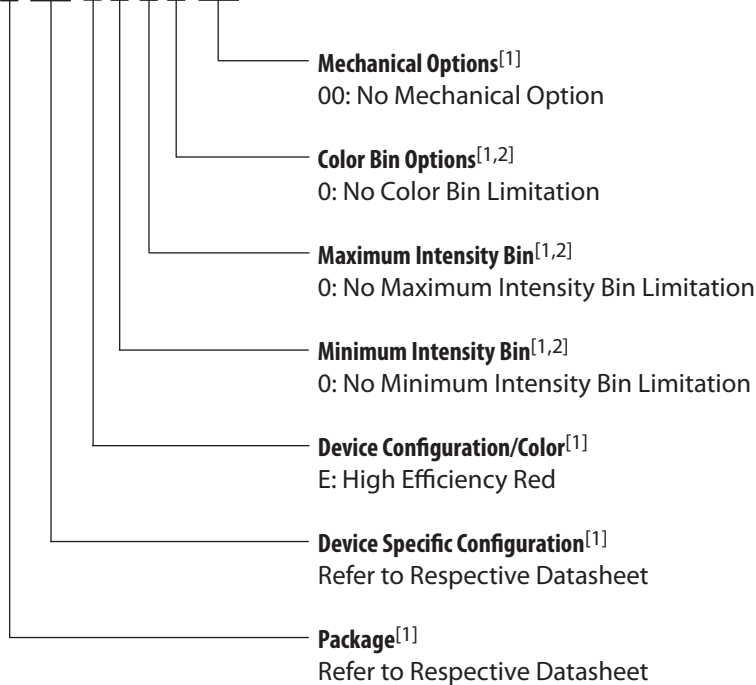 Mechanical Options[1]
00: No Mechanical Option
Color Bin Options[1,2]
0: No Color Bin Limitation
Maximum Intensity Bin[1,2]
0: No Maximum Intensity Bin Limitation
Minimum Intensity Bin[1,2]
0: No Minimum Intensity Bin Limitation
Device Configuration/Color[1]
E: High Efficiency Red
Device Specific Configuration[1]
Refer to Respective Datasheet
Package[1]
Refer to Respective Datasheet